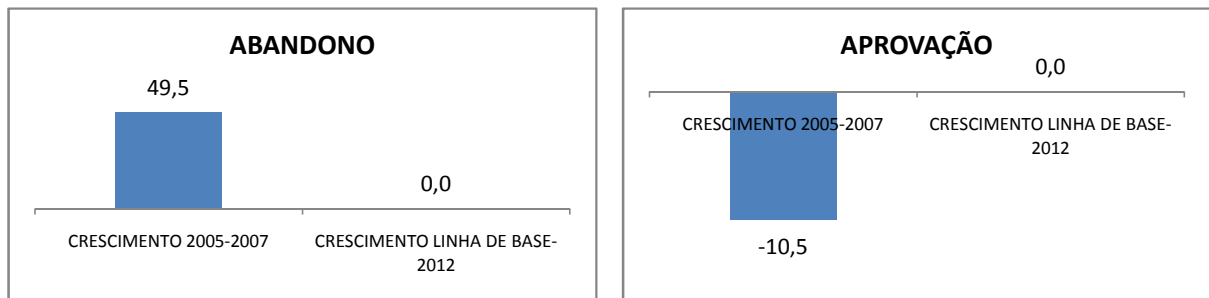 ABANDONO
49,5
0,0
CRESCIMENTO 2005-2007
CRESCIMENTO LINHA DE BASE-
2012
APROVAÇÃO
0,0
CRESCIMENTO 2005-2007
CRESCIMENTO LINHA DE BASE-
2012
-10,5